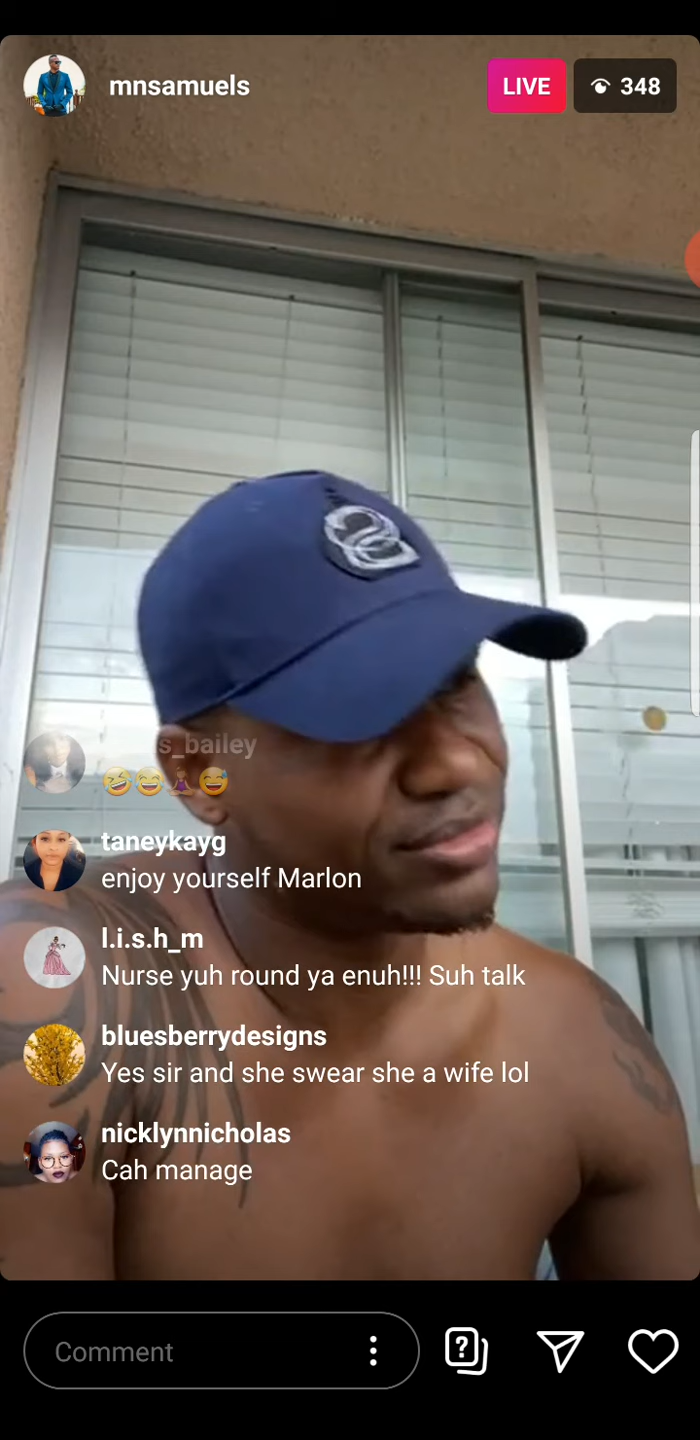 mnsamuels
LIVE
348
s_bailey
🤣😂🧘🏾‍♀️😅
taneykayg
enjoy yourself Marlon
l.i.s.h_m
Nurse yuh round ya enuh!!! Suh talk
bluesberrydesigns
Yes sir and she swear she a wife lol
nicklynnicholas
Cah manage
Comment